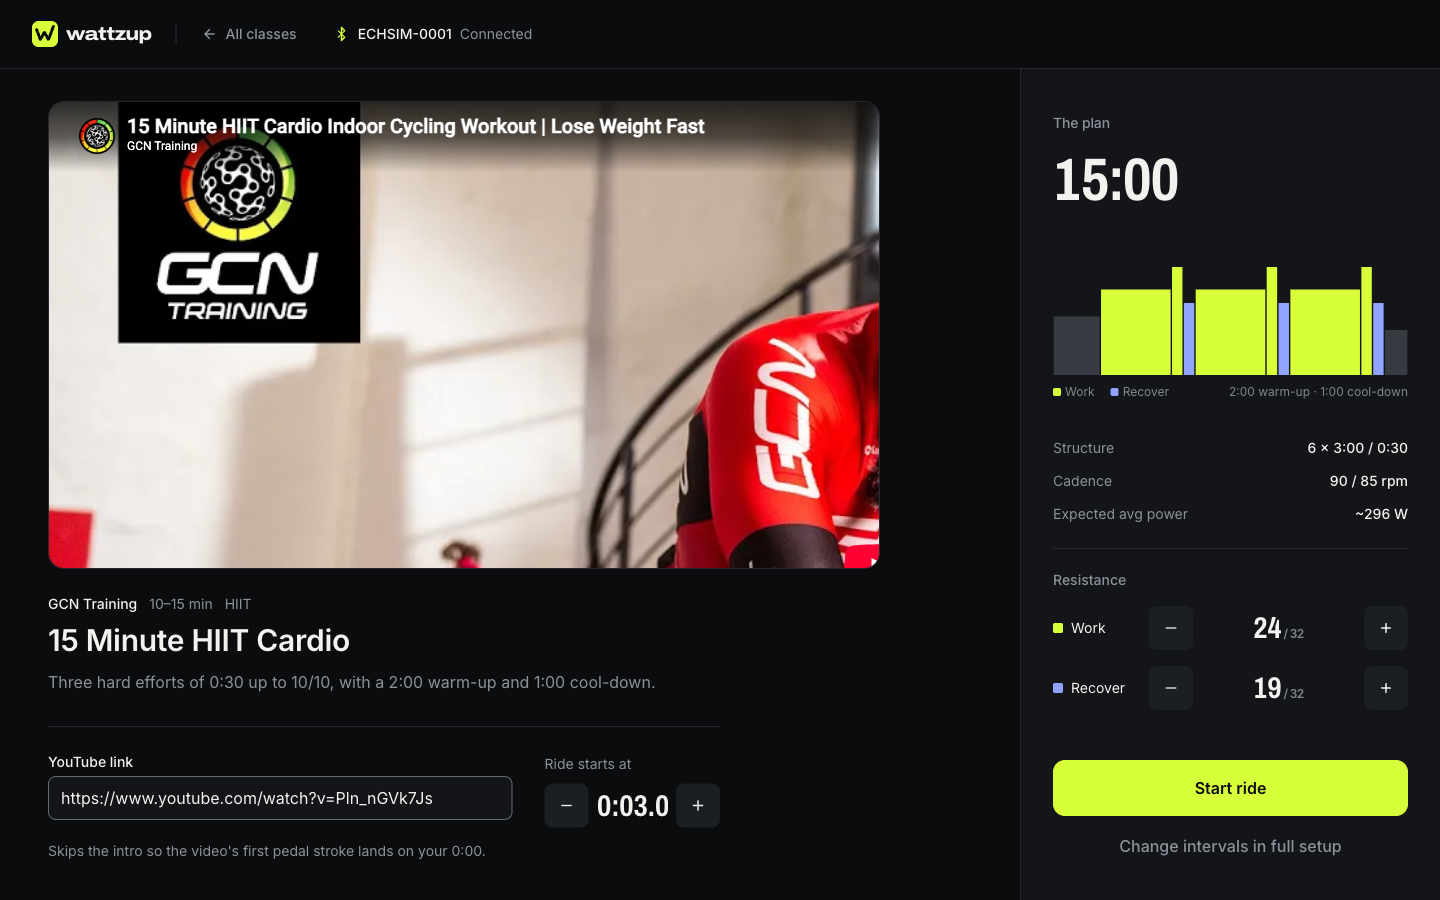 wattzup
All classes
ECHSIM-0001 Connected
15 Minute HIIT Cardio Indoor Cycling Workout | Lose Weight Fast
GCN Training
GCN
TRAINING
GCN
GCN Training 10–15 min HIIT
15 Minute HIIT Cardio
Three hard efforts of 0:30 up to 10/10, with a 2:00 warm-up and 1:00 cool-down.
YouTube link
https://www.youtube.com/watch?v=PIn_nGVk7Js
Ride starts at
− 0:03.0 +
Skips the intro so the video's first pedal stroke lands on your 0:00.
The plan
15:00
Work Recover 2:00 warm-up · 1:00 cool-down
Structure 6 × 3:00 / 0:30
Cadence 90 / 85 rpm
Expected avg power ~296 W
Resistance
Work − 24 / 32 +
Recover − 19 / 32 +
Start ride
Change intervals in full setup